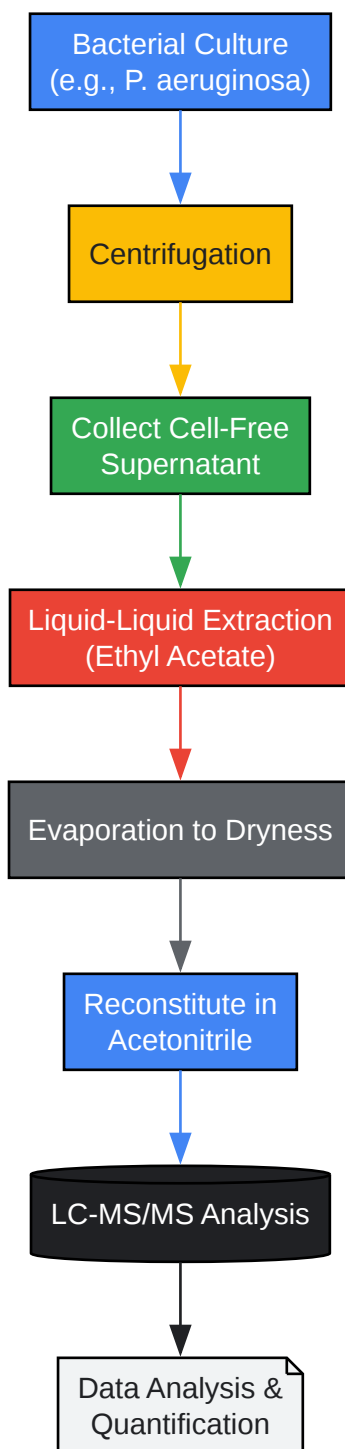 Bacterial Culture
(e.g., P. aeruginosa)
Centrifugation
Collect Cell-Free
Supernatant
Liquid-Liquid Extraction
(Ethyl Acetate)
Evaporation to Dryness
Reconstitute in
Acetonitrile
LC-MS/MS Analysis
Data Analysis &
Quantification